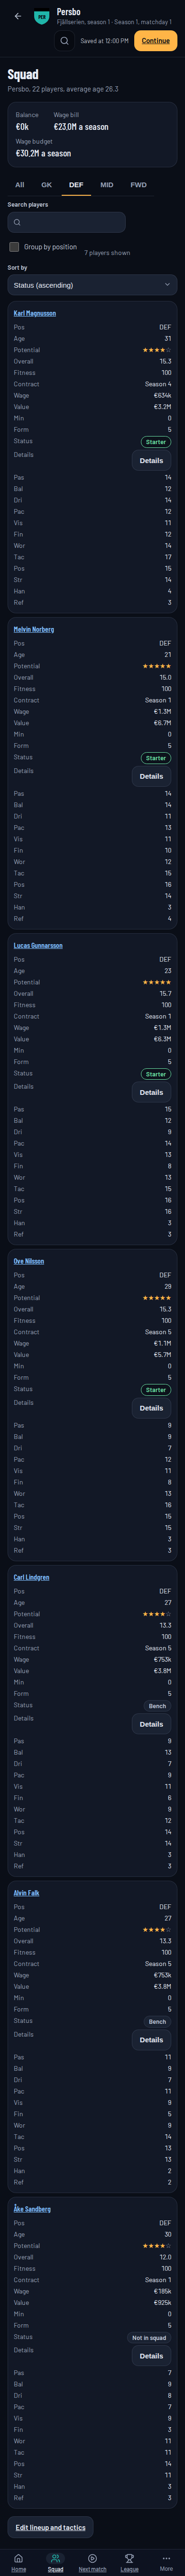 PER
Persbo
Fjälltserien, season 1 · Season 1, matchday 1
Saved at 12:00 PM
Continue
Squad
Persbo, 22 players, average age 26.3
Balance
€0k
Wage bill
€23.0M a season
Wage budget
€30.2M a season
All GK DEF MID FWD
Search players
Group by position
7 players shown
Sort by
Status (ascending)
Karl Magnusson
Pos DEF
Age 31
Potential ★★★★☆
Overall 15.3
Fitness 100
Contract Season 4
Wage €634k
Value €3.2M
Min 0
Form 5
Status Starter
Details Details
Pas 14
Bal 12
Dri 14
Pac 12
Vis 11
Fin 12
Wor 14
Tac 17
Pos 15
Str 14
Han 4
Ref 3
Melvin Norberg
Pos DEF
Age 21
Potential ★★★★★
Overall 15.0
Fitness 100
Contract Season 1
Wage €1.3M
Value €6.7M
Min 0
Form 5
Status Starter
Details Details
Pas 14
Bal 14
Dri 11
Pac 13
Vis 11
Fin 10
Wor 12
Tac 15
Pos 16
Str 14
Han 3
Ref 4
Lucas Gunnarsson
Pos DEF
Age 23
Potential ★★★★★
Overall 15.7
Fitness 100
Contract Season 1
Wage €1.3M
Value €6.3M
Min 0
Form 5
Status Starter
Details Details
Pas 15
Bal 12
Dri 9
Pac 14
Vis 13
Fin 8
Wor 13
Tac 15
Pos 16
Str 16
Han 3
Ref 3
Ove Nilsson
Pos DEF
Age 29
Potential ★★★★★
Overall 15.3
Fitness 100
Contract Season 5
Wage €1.1M
Value €5.7M
Min 0
Form 5
Status Starter
Details Details
Pas 9
Bal 9
Dri 7
Pac 12
Vis 11
Fin 8
Wor 13
Tac 16
Pos 15
Str 15
Han 3
Ref 3
Carl Lindgren
Pos DEF
Age 27
Potential ★★★★☆
Overall 13.3
Fitness 100
Contract Season 5
Wage €753k
Value €3.8M
Min 0
Form 5
Status Bench
Details Details
Pas 9
Bal 13
Dri 7
Pac 9
Vis 11
Fin 6
Wor 9
Tac 12
Pos 14
Str 14
Han 3
Ref 3
Alvin Falk
Pos DEF
Age 27
Potential ★★★★☆
Overall 13.3
Fitness 100
Contract Season 5
Wage €753k
Value €3.8M
Min 0
Form 5
Status Bench
Details Details
Pas 11
Bal 9
Dri 7
Pac 11
Vis 9
Fin 5
Wor 9
Tac 14
Pos 13
Str 13
Han 2
Ref 2
Åke Sandberg
Pos DEF
Age 30
Potential ★★★★☆
Overall 12.0
Fitness 100
Contract Season 1
Wage €185k
Value €925k
Min 0
Form 5
Status Not in squad
Details Details
Pas 7
Bal 9
Dri 8
Pac 7
Vis 9
Fin 3
Wor 11
Tac 11
Pos 14
Str 11
Han 3
Ref 3
Edit lineup and tactics
Home Squad Next match League More